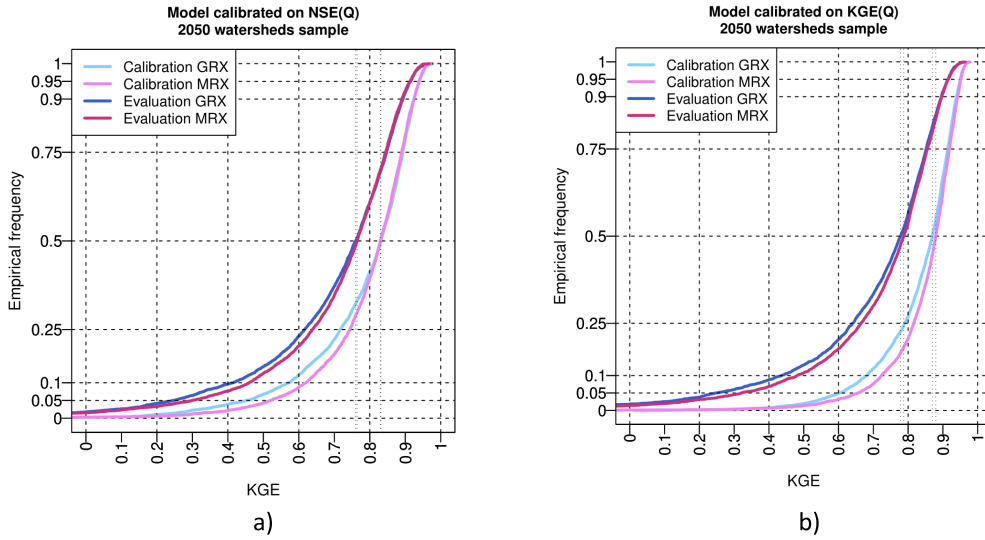 Model calibrated on NSE(Q)
2050 watersheds sample
Calibration GRX
Calibration MRX
Evaluation GRX
Evaluation MRX
1
0.95
0.9
0.75
0.5
0.25
0.1
0.05
0
Empirical frequency
0 0.1 0.2 0.3 0.4 0.5 0.6 0.7 0.8 0.9 1
KGE
a)
Model calibrated on KGE(Q)
2050 watersheds sample
Calibration GRX
Calibration MRX
Evaluation GRX
Evaluation MRX
1
0.95
0.9
0.75
0.5
0.25
0.1
0.05
0
Empirical frequency
0 0.1 0.2 0.3 0.4 0.5 0.6 0.7 0.8 0.9 1
KGE
b)